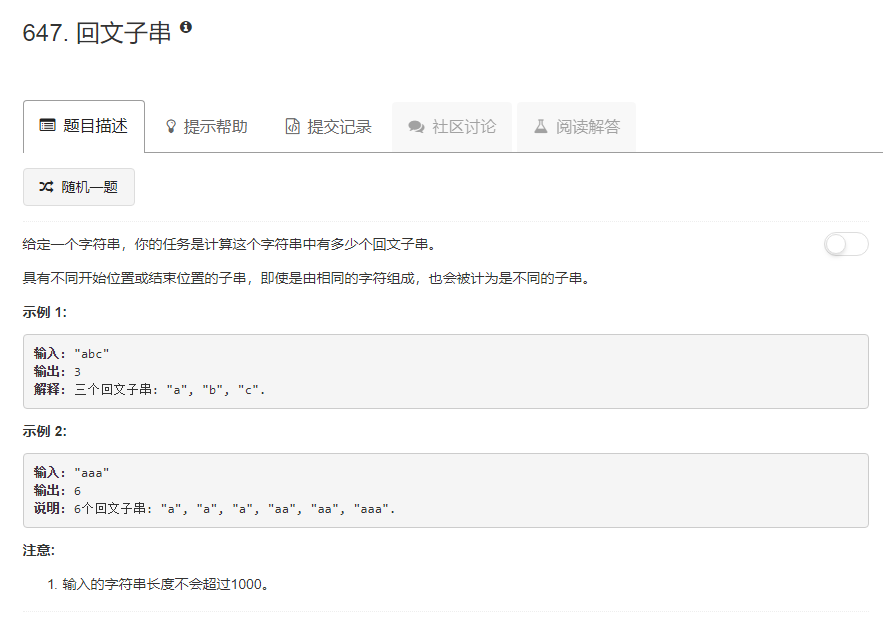 647. 回文子串
题目描述 提示帮助 提交记录 社区讨论 阅读解答
随机一题
给定一个字符串，你的任务是计算这个字符串中有多少个回文子串。
具有不同开始位置或结束位置的子串，即使是由相同的字符组成，也会被计为是不同的子串。
示例 1:
输入: "abc"
输出: 3
解释: 三个回文子串: "a", "b", "c".
示例 2:
输入: "aaa"
输出: 6
说明: 6个回文子串: "a", "a", "a", "aa", "aa", "aaa".
注意:
1. 输入的字符串长度不会超过1000。